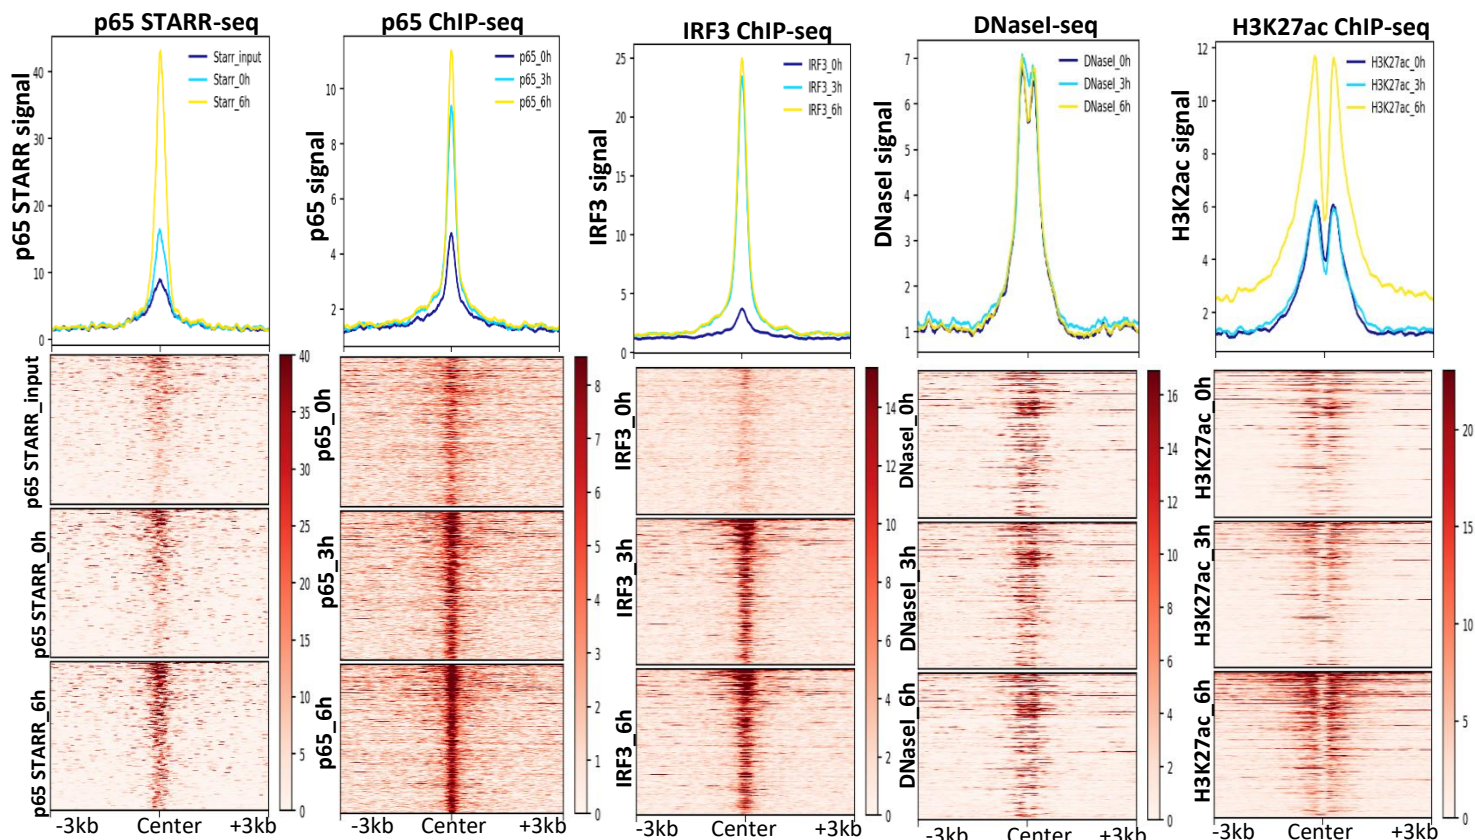 p65 STARR-seq
p65 STARR signal
40
30
20
10
0
Starr_input
Starr_0h
Starr_6h
p65 STARR_input
p65 STARR_0h
p65 STARR_6h
40
35
30
25
20
15
10
5
0
-3kb Center +3kb
p65 ChIP-seq
p65 signal
10
8
6
4
2
p65_0h
p65_3h
p65_6h
p65_0h
p65_3h
p65_6h
8
7
6
5
4
3
2
1
0
-3kb Center +3kb
IRF3 ChIP-seq
IRF3 signal
25
20
15
10
5
0
IRF3_0h
IRF3_3h
IRF3_6h
IRF3_0h
IRF3_3h
IRF3_6h
14
12
10
8
6
4
2
0
-3kb Center +3kb
DNaseI-seq
DNaseI signal
7
6
5
4
3
2
1
DNaseI_0h
DNaseI_3h
DNaseI_6h
DNaseI_0h
DNaseI_3h
DNaseI_6h
16
14
12
10
8
6
4
2
0
-3kb Center +3kb
H3K27ac ChIP-seq
H3K2ac signal
12
10
8
6
4
2
H3K27ac_0h
H3K27ac_3h
H3K27ac_6h
H3K27ac_0h
H3K27ac_3h
H3K27ac_6h
20
15
10
5
0
-3kb Center +3kb